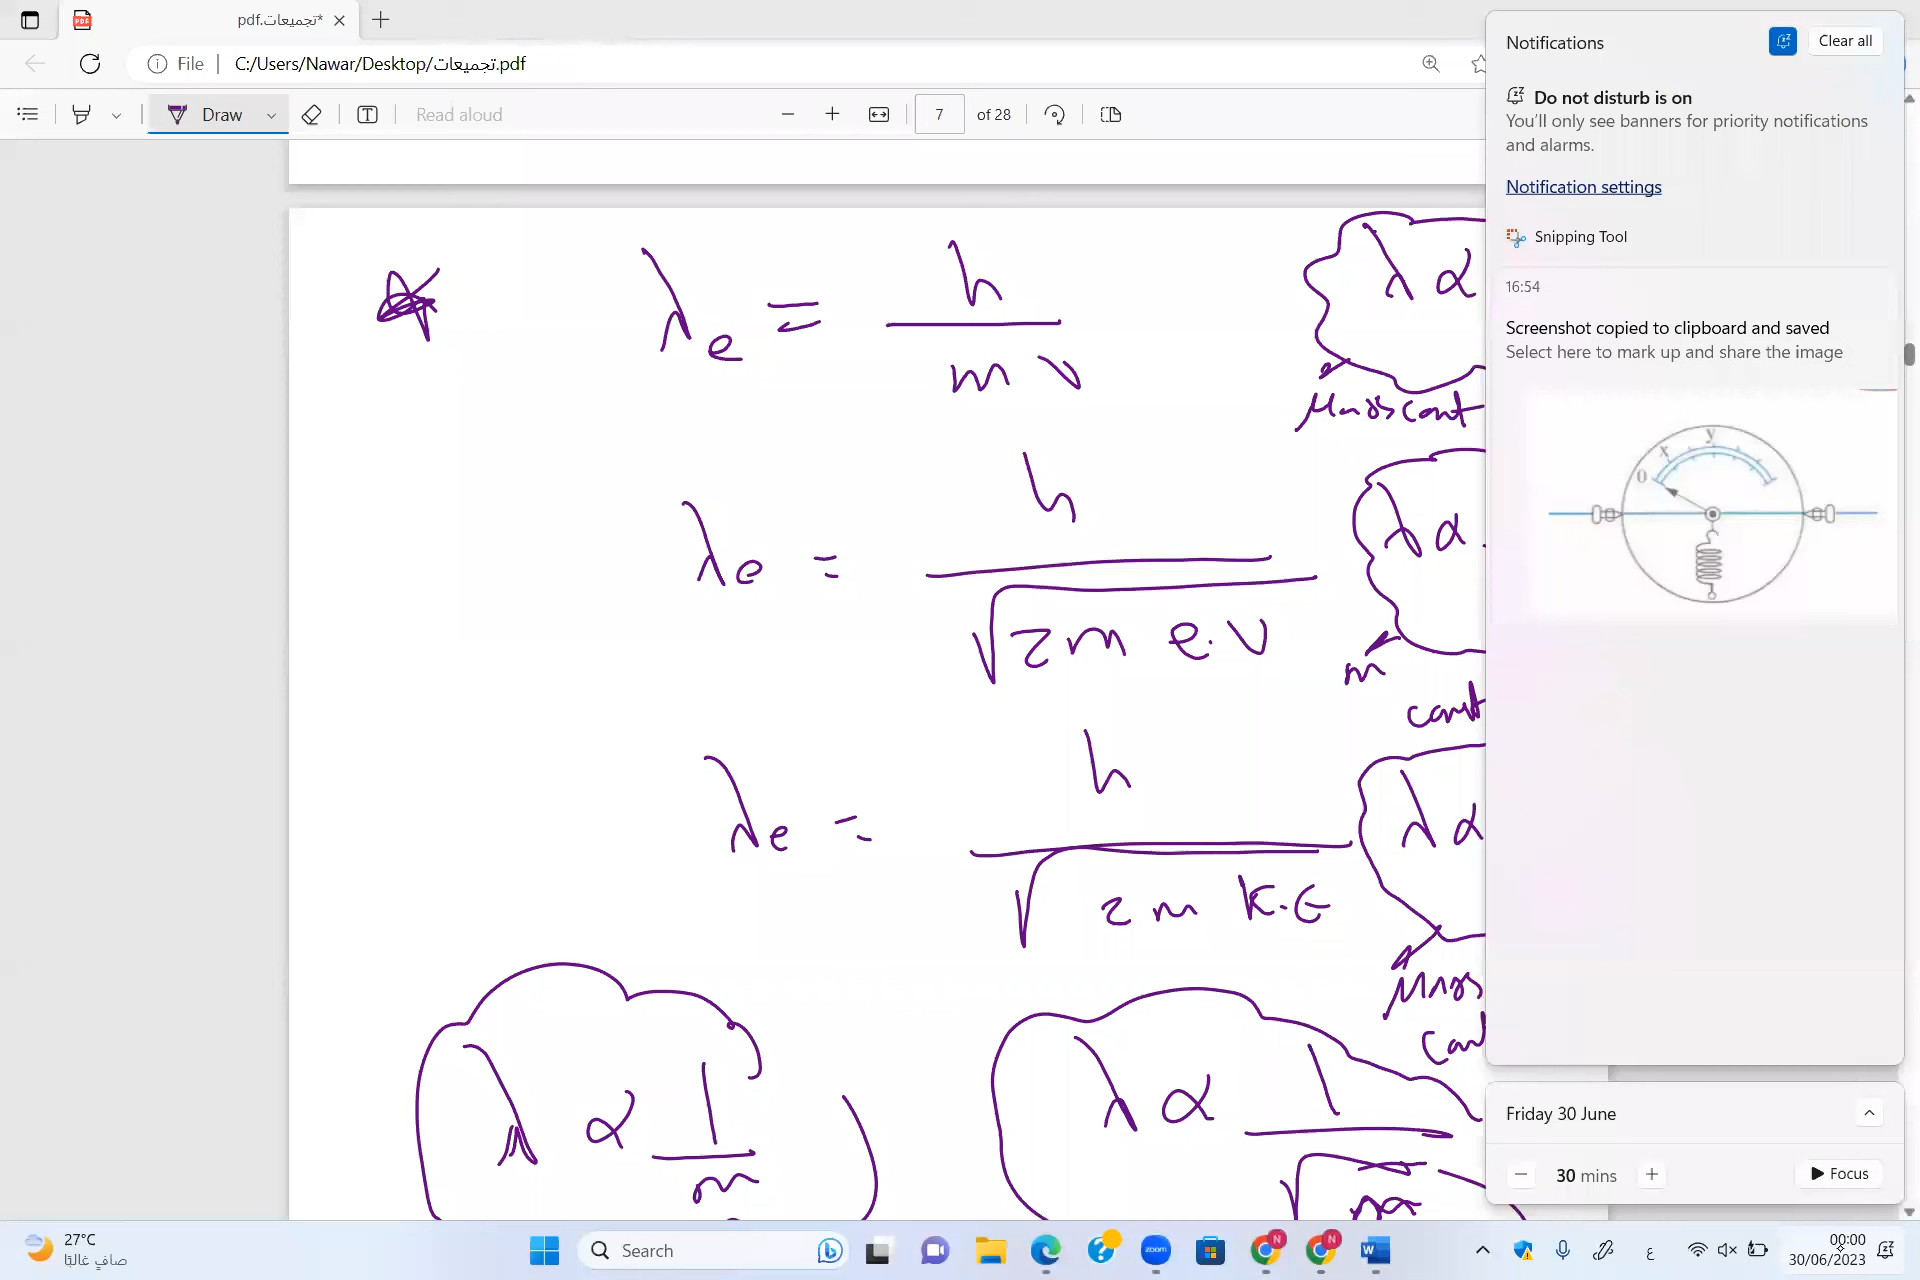 تجميعات.pdf*
File
C:/Users/Nawar/Desktop/تجميعات.pdf
Draw
Read aloud
7 of 28
λe = h / m v
λ α
Mass const
λe = h / √2m e.V
λ α
m
const
λe = h / √2m K.E
λ α
Mass
λ α 1 / m
λ α 1 / √m
Notifications
Clear all
Do not disturb is on
You'll only see banners for priority notifications
and alarms.
Notification settings
Snipping Tool
16:54
Screenshot copied to clipboard and saved
Select here to mark up and share the image
0 x y
Friday 30 June
30 mins
Focus
27°C
صافٍ غالبًا
Search
zoom
N
N
ع
00:00
30/06/2023